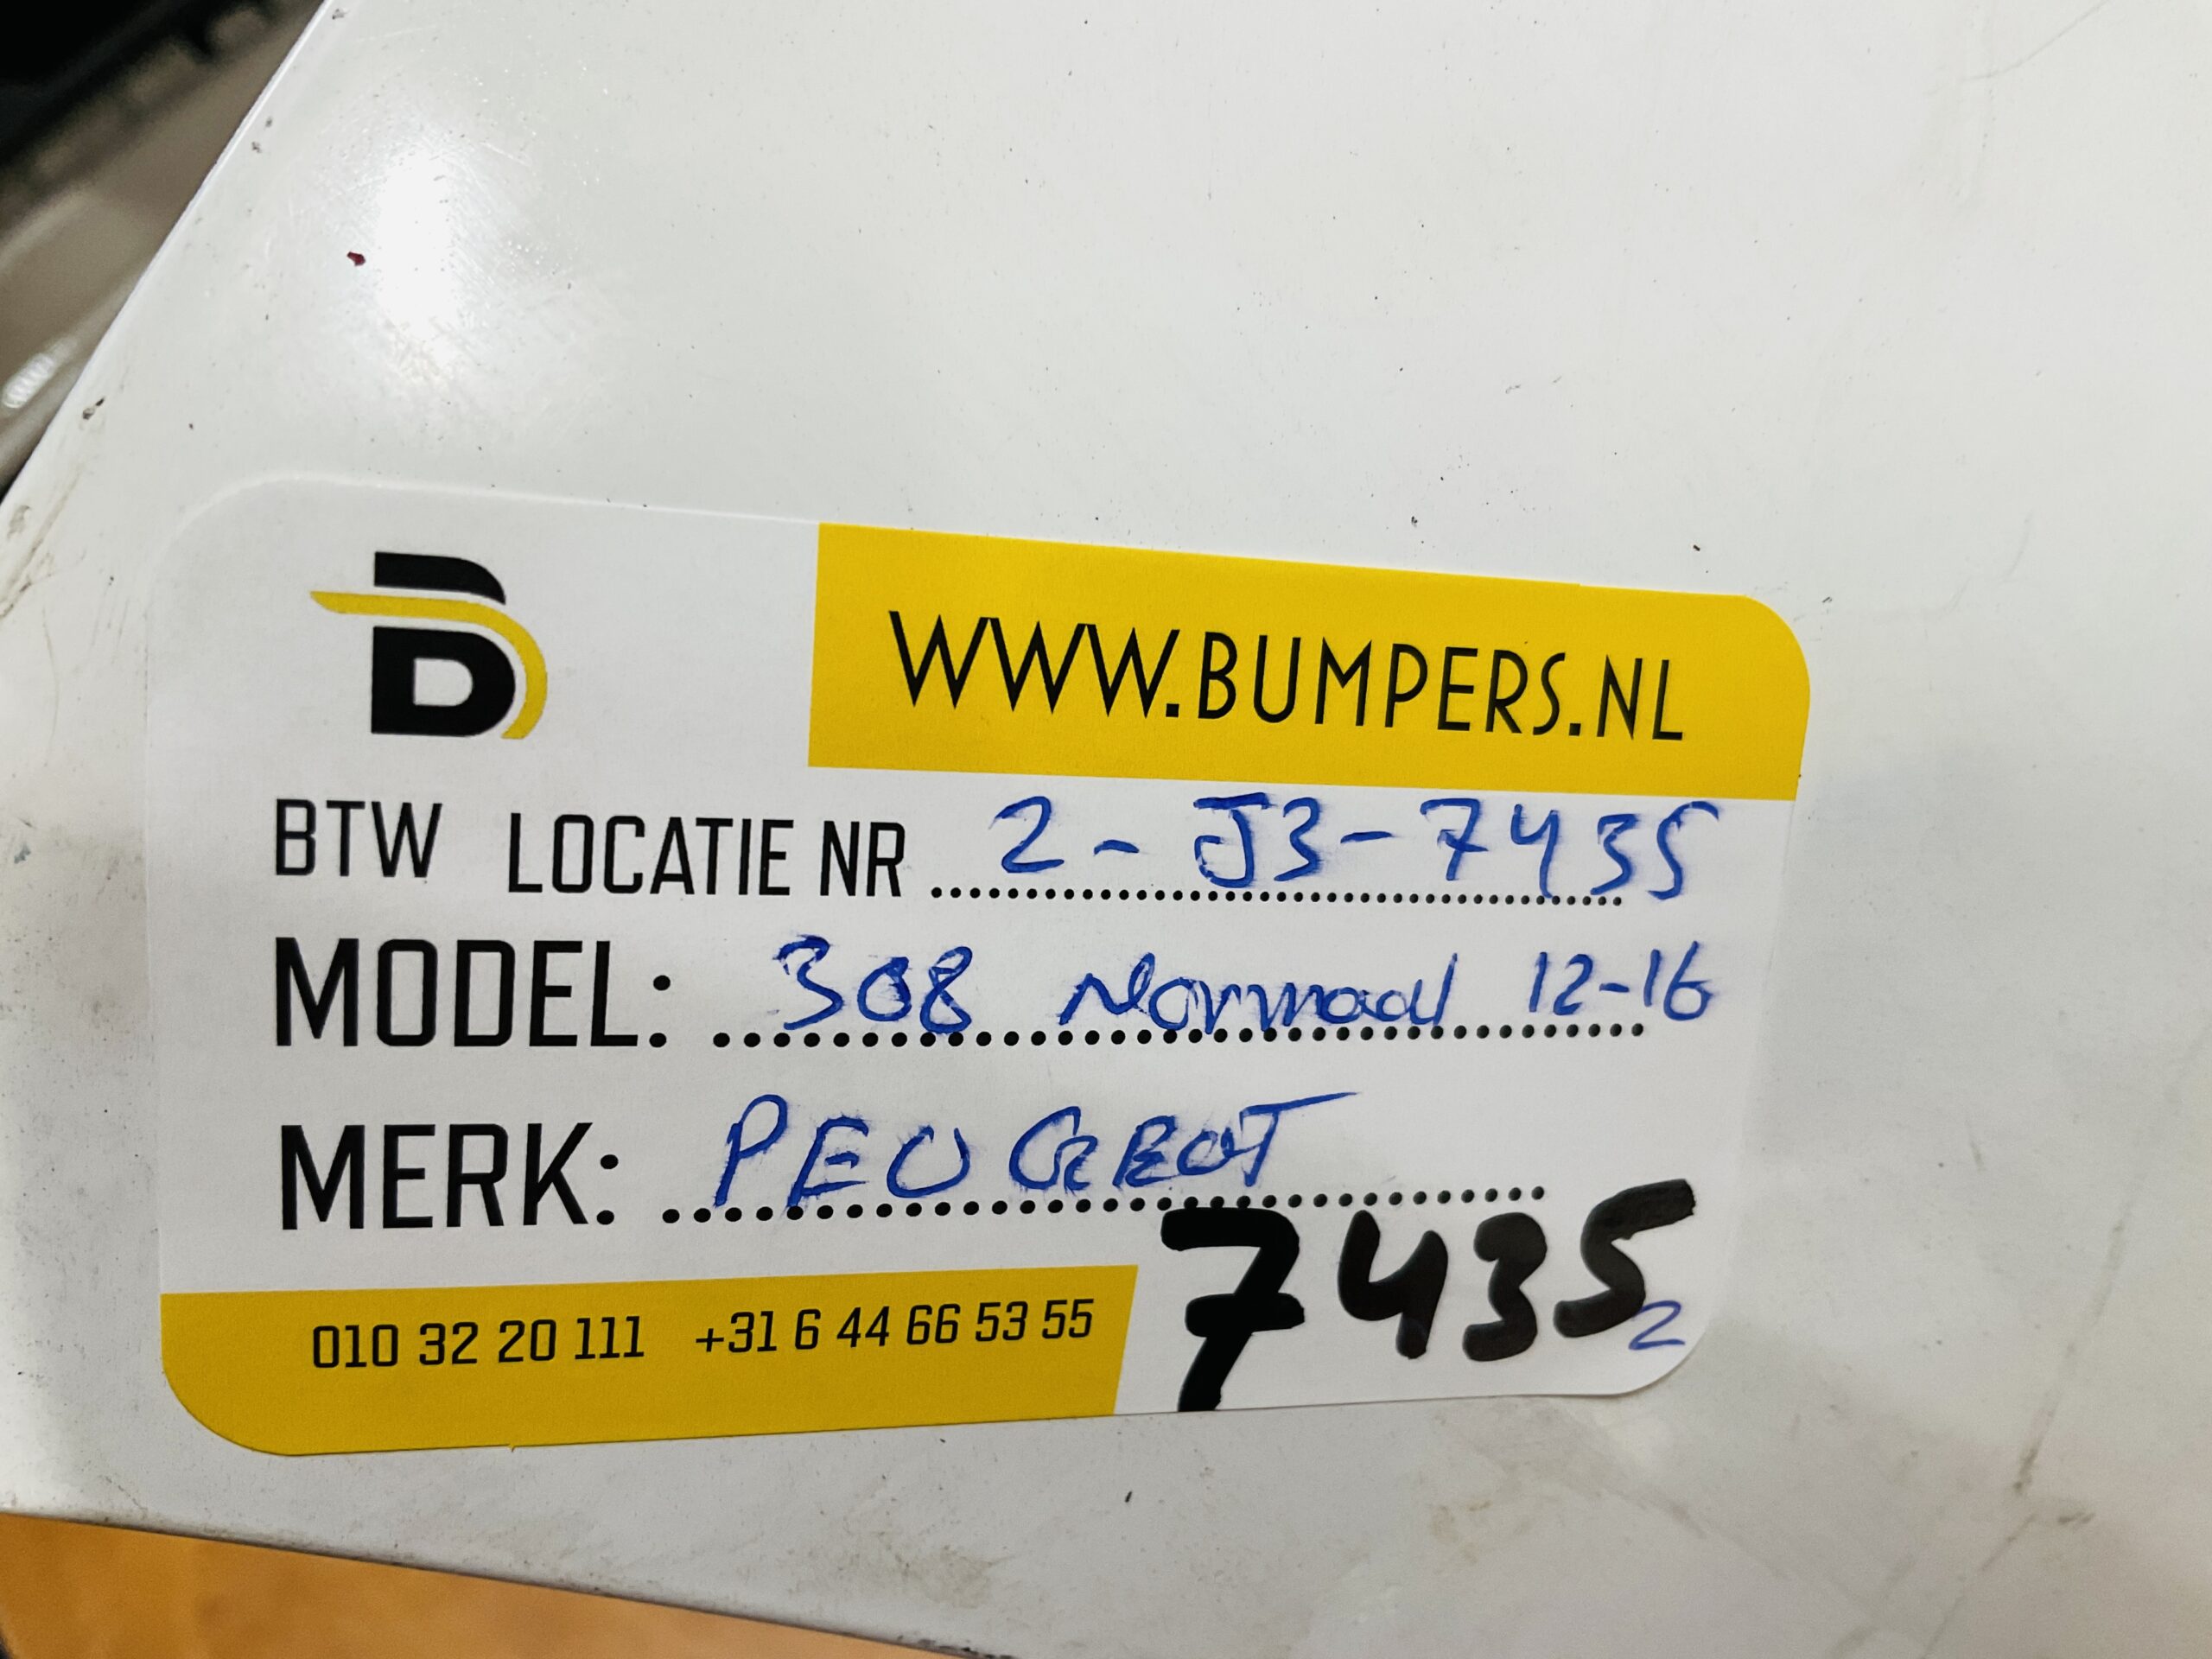 B
WWW.BUMPERS.NL
BTW LOCATIE NR 2-J3-7435
MODEL: 308 Normaal 12-16
MERK: PEUGEOT
7435
2
010 32 20 111 +31 6 44 66 53 55